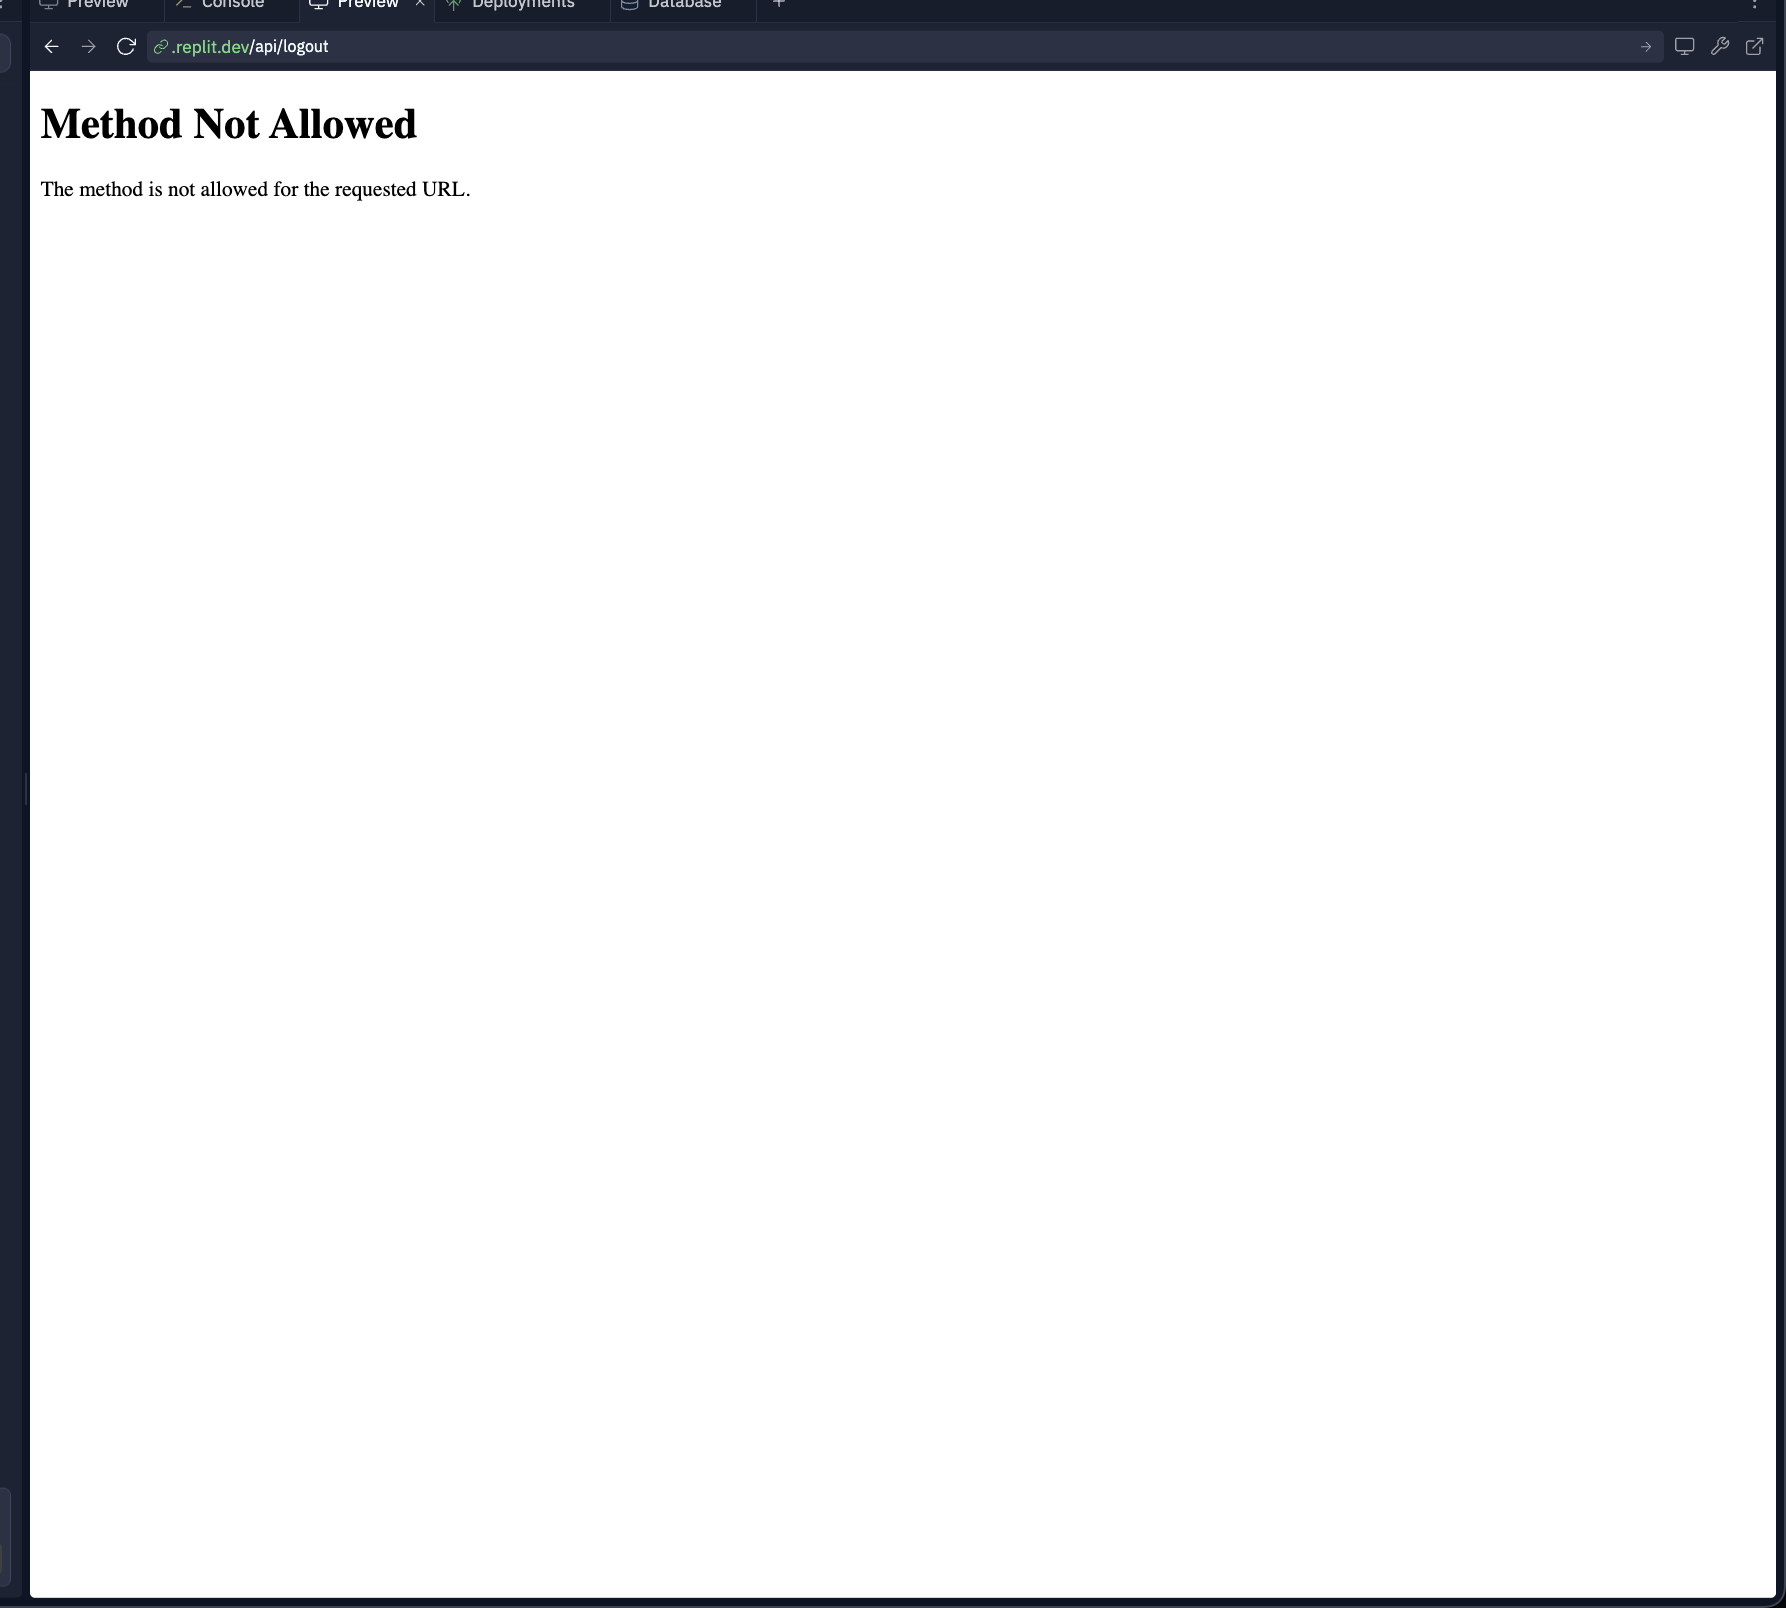 Preview
Console
Preview
Deployments
Database
.replit.dev/api/logout
Method Not Allowed
The method is not allowed for the requested URL.